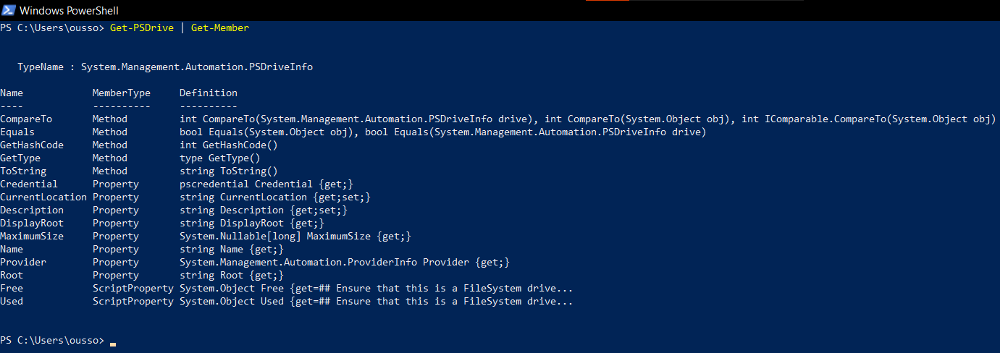 Windows PowerShell
PS C:\Users\ousso> Get-PSDrive | Get-Member
TypeName : System.Management.Automation.PSDriveInfo
Name MemberType Definition
---- ---------- ----------
CompareTo Method int CompareTo(System.Management.Automation.PSDriveInfo drive), int CompareTo(System.Object obj), int IComparable.CompareTo(System.Object obj)
Equals Method bool Equals(System.Object obj), bool Equals(System.Management.Automation.PSDriveInfo drive)
GetHashCode Method int GetHashCode()
GetType Method type GetType()
ToString Method string ToString()
Credential Property pscredential Credential {get;}
CurrentLocation Property string CurrentLocation {get;set;}
Description Property string Description {get;set;}
DisplayRoot Property string DisplayRoot {get;}
MaximumSize Property System.Nullable[long] MaximumSize {get;}
Name Property string Name {get;}
Provider Property System.Management.Automation.ProviderInfo Provider {get;}
Root Property string Root {get;}
Free ScriptProperty System.Object Free {get=## Ensure that this is a FileSystem drive...
Used ScriptProperty System.Object Used {get=## Ensure that this is a FileSystem drive...
PS C:\Users\ousso>